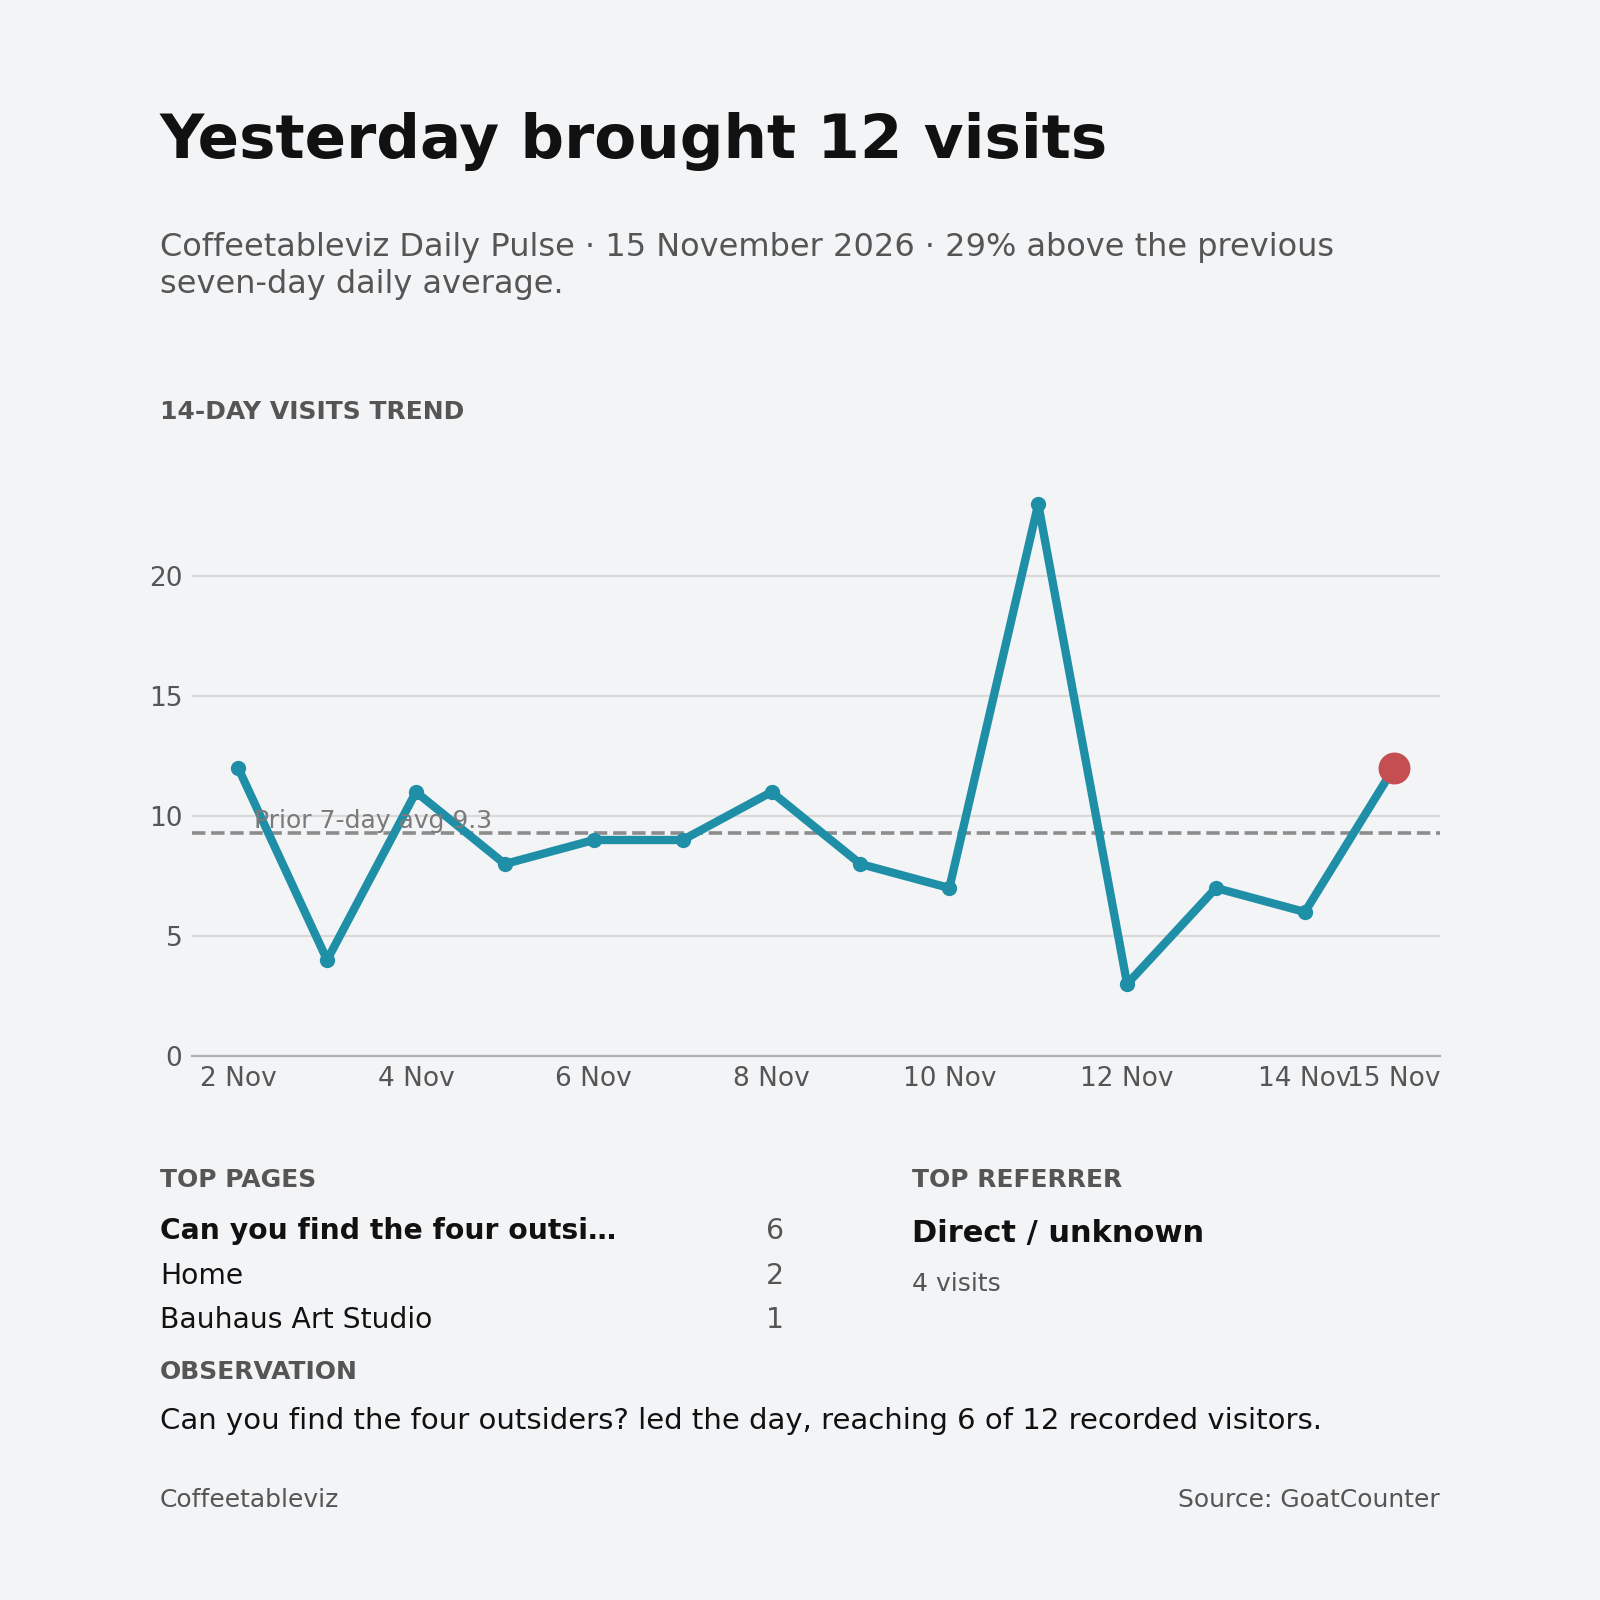 Yesterday brought 12 visits
Coffeetableviz Daily Pulse · 15 November 2026 · 29% above the previous
seven-day daily average.
14-DAY VISITS TREND
20
15
10
5
0
Prior 7-day avg 9.3
2 Nov
4 Nov
6 Nov
8 Nov
10 Nov
12 Nov
14 Nov
15 Nov
TOP PAGES
Can you find the four outsi… 6
Home 2
Bauhaus Art Studio 1
TOP REFERRER
Direct / unknown
4 visits
OBSERVATION
Can you find the four outsiders? led the day, reaching 6 of 12 recorded visitors.
Coffeetableviz
Source: GoatCounter